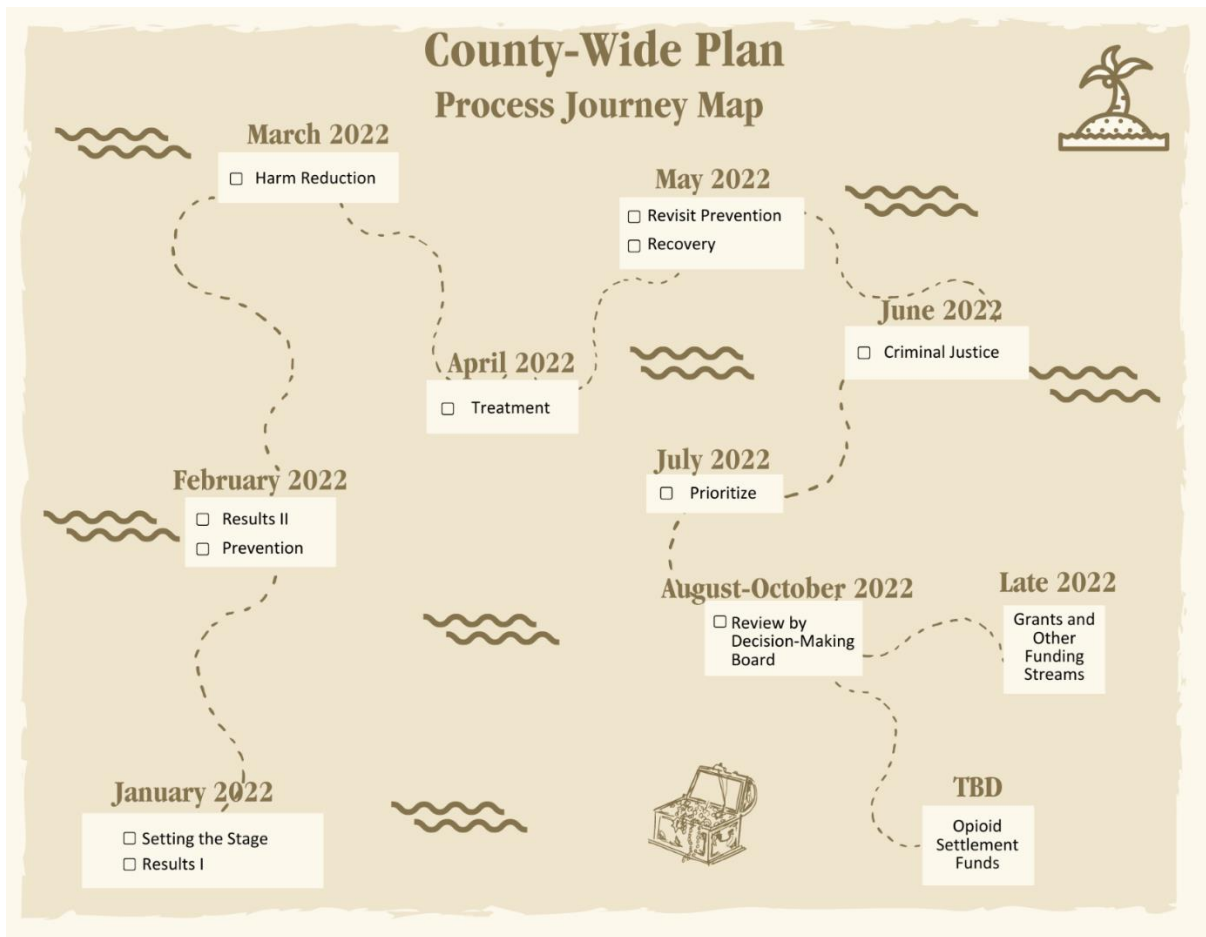 County-Wide Plan
Process Journey Map
March 2022
Harm Reduction
May 2022
Revisit Prevention
Recovery
June 2022
Criminal Justice
April 2022
Treatment
July 2022
Prioritize
February 2022
Results II
Prevention
August-October 2022
Review by
Decision-Making
Board
Late 2022
Grants and
Other
Funding
Streams
January 2022
Setting the Stage
Results I
TBD
Opioid
Settlement
Funds